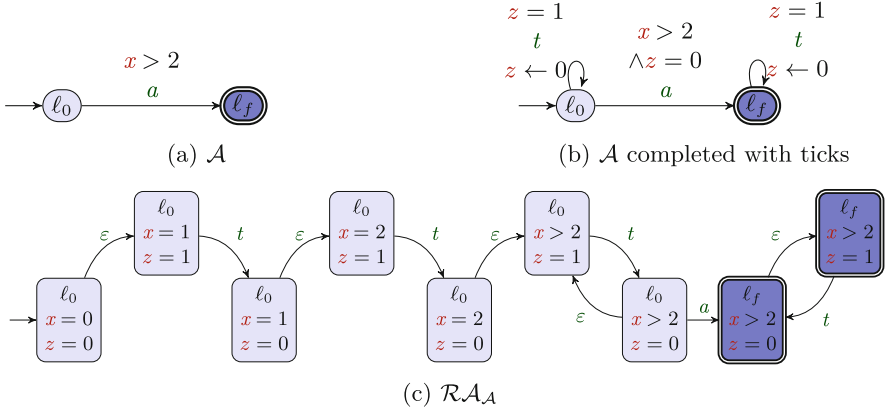 x > 2
a
ℓ₀
ℓf
(a) 𝒜
z = 1
t
z ← 0
x > 2
∧z = 0
a
z = 1
t
z ← 0
ℓ₀
ℓf
(b) 𝒜 completed with ticks
ℓ₀
x = 0
z = 0
ε
ℓ₀
x = 1
z = 1
t
ℓ₀
x = 1
z = 0
ε
ℓ₀
x = 2
z = 1
t
ℓ₀
x = 2
z = 0
ε
ℓ₀
x > 2
z = 1
t
ε
ℓ₀
x > 2
z = 0
a
ℓf
x > 2
z = 0
ε
ℓf
x > 2
z = 1
t
(c) ℛ𝒜𝒜